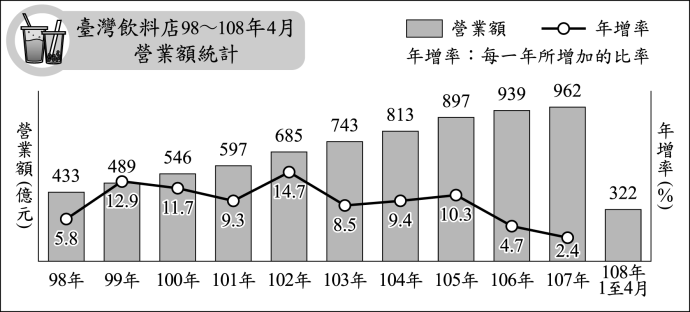 臺灣飲料店98～108年4月
營業額統計
營業額 年增率
年增率：每一年所增加的比率
營業額(億元)
年增率(%)
433 489 546 597 685 743 813 897 939 962 322
5.8 12.9 11.7 9.3 14.7 8.5 9.4 10.3 4.7 2.4
98年 99年 100年 101年 102年 103年 104年 105年 106年 107年 108年
1至4月